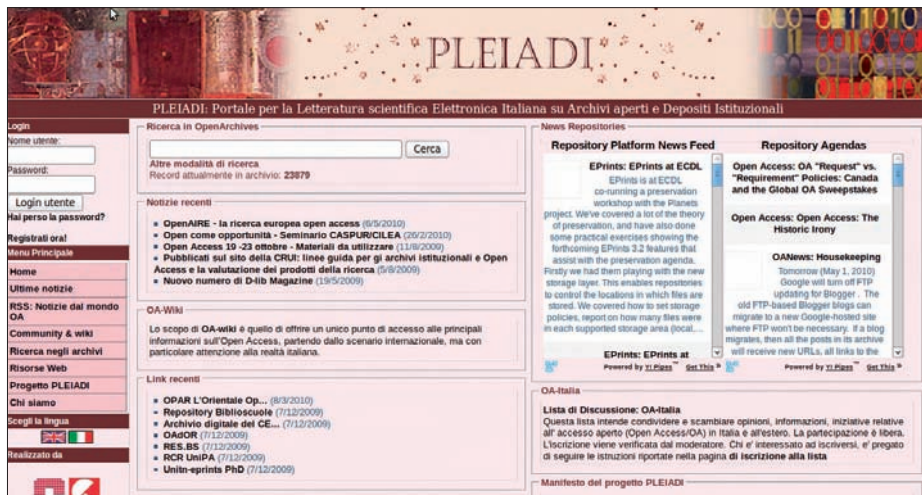 PLEIADI
PLEIADI: Portale per la Letteratura scientifica Elettronica Italiana su Archivi aperti e Depositi Istituzionali
Login
Nome utente:
Password:
Login utente
Hai perso la password?
Registrati ora!
Menu Principale
Home
Ultime notizie
RSS: Notizie dal mondo
OA
Community & wiki
Ricerca negli archivi
Risorse Web
Progetto PLEIADI
Chi siamo
Scegli la lingua
Realizzato da
Ricerca in OpenArchives
Cerca
Altre modalità di ricerca
Record attualmente in archivio: 23879
Notizie recenti
OpenAIRE - la ricerca europea open access (6/5/2010)
Open come opportunità - Seminario CASPUR/CILEA (26/2/2010)
Open Access 19 -23 ottobre - Materiali da utilizzare (11/8/2009)
Pubblicati sul sito della CRUI: linee guida per gi archivi istituzionali e Open
Access e la valutazione dei prodotti della ricerca (5/8/2009)
Nuovo numero di D-lib Magazine (19/5/2009)
OA-Wiki
Lo scopo di OA-wiki è quello di offrire un unico punto di accesso alle principali
informazioni sull'Open Access, partendo dallo scenario internazionale, ma con
particolare attenzione alla realtà italiana.
Link recenti
OPAR L'Orientale Op... (8/3/2010)
Repository Biblioscuole (7/12/2009)
Archivio digitale del CE... (7/12/2009)
OAdOR (7/12/2009)
RES.BS (7/12/2009)
RCR UniPA (7/12/2009)
Unitn-eprints PhD (7/12/2009)
News Repositories
Repository Platform News Feed
EPrints: EPrints at ECDL
EPrints is at ECDL
co-running a preservation
workshop with the Planets
project. We've covered a lot of the theory
of preservation, and have also done
some practical exercises showing the
forthcoming EPrints 3.2 features that
assist with the preservation agenda.
Firstly we had them playing with the new
storage layer. This enables repositories
to control the locations in which files are
stored. We covered how to set storage
policies, report on how many files were
in each supported storage area (local,...
EPrints: EPrints at
Powered by Y! Pipes™ Get This »
Repository Agendas
Open Access: OA "Request" vs.
"Requirement" Policies: Canada
and the Global OA Sweepstakes
Open Access: Open Access: The
Historic Irony
OANews: Housekeeping
Tomorrow (May 1, 2010)
Google will turn off FTP
updating for Blogger . The
old FTP-based Blogger blogs can
migrate to a new Google-hosted site
where FTP won't be necessary. If a blog
migrates, then all the posts in its archive
will receive new URLs, all links to the
Powered by Y! Pipes™ Get This »
OA-Italia
Lista di Discussione: OA-Italia
Questa lista intende condividere e scambiare opinioni, informazioni, iniziative relative
all' accesso aperto (Open Access/OA) in Italia e all'estero. La partecipazione è libera.
L'iscrizione viene verificata dal moderatore. Chi e' interessato ad iscriversi, e' pregato
di seguire le istruzioni riportate nella pagina di iscrizione alla lista
Manifesto del progetto PLEIADI